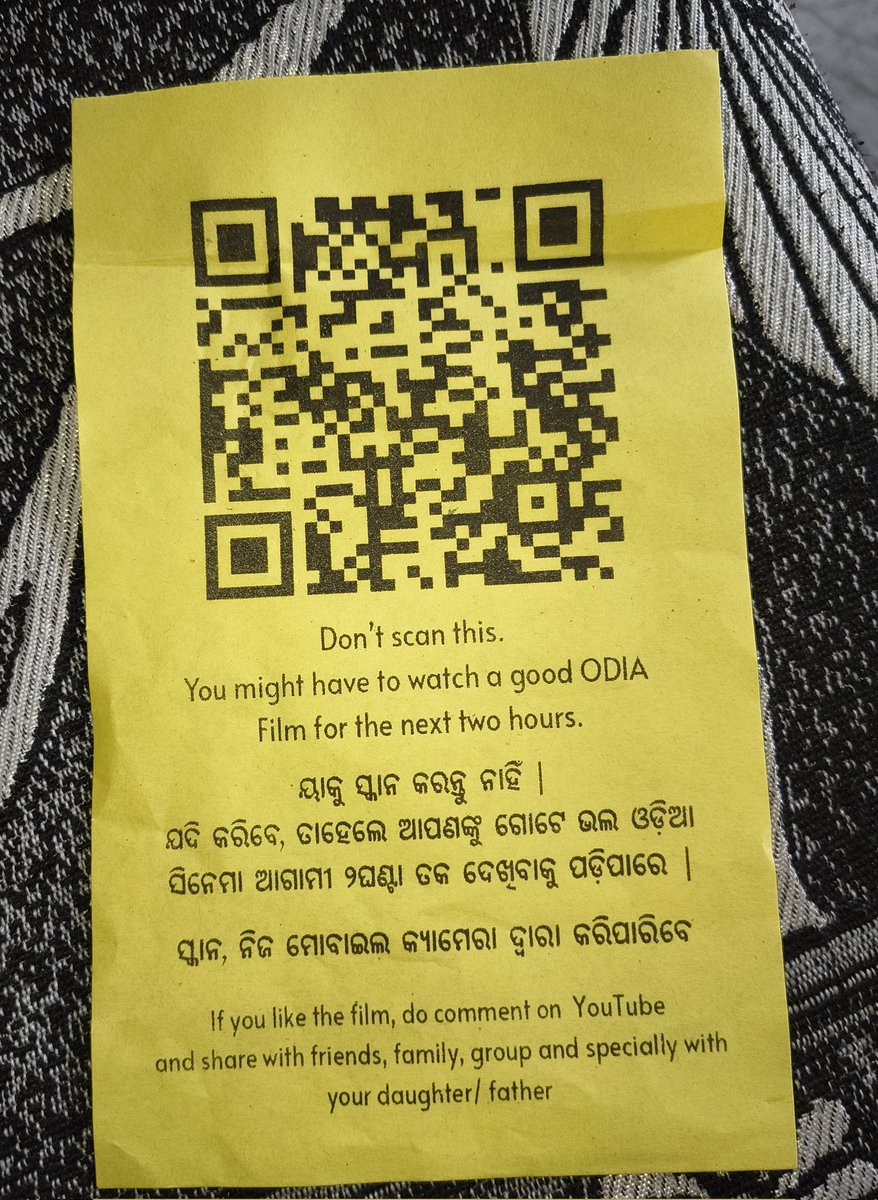 Don't scan this.
You might have to watch a good ODIA
Film for the next two hours.
ୟାକୁ ସ୍କାନ କରନ୍ତୁ ନାହିଁ |
ଯଦି କରିବେ, ତାହେଲେ ଆପଣଙ୍କୁ ଗୋଟେ ଭଲ ଓଡ଼ିଆ
ସିନେମା ଆଗାମୀ ୨ଘଣ୍ଟା ତକ ଦେଖିବାକୁ ପଡ଼ିପାରେ |
ସ୍କାନ, ନିଜ ମୋବାଇଲ କ୍ୟାମେରା ଦ୍ୱାରା କରିପାରିବେ
If you like the film, do comment on YouTube
and share with friends, family, group and specially with
your daughter/ father